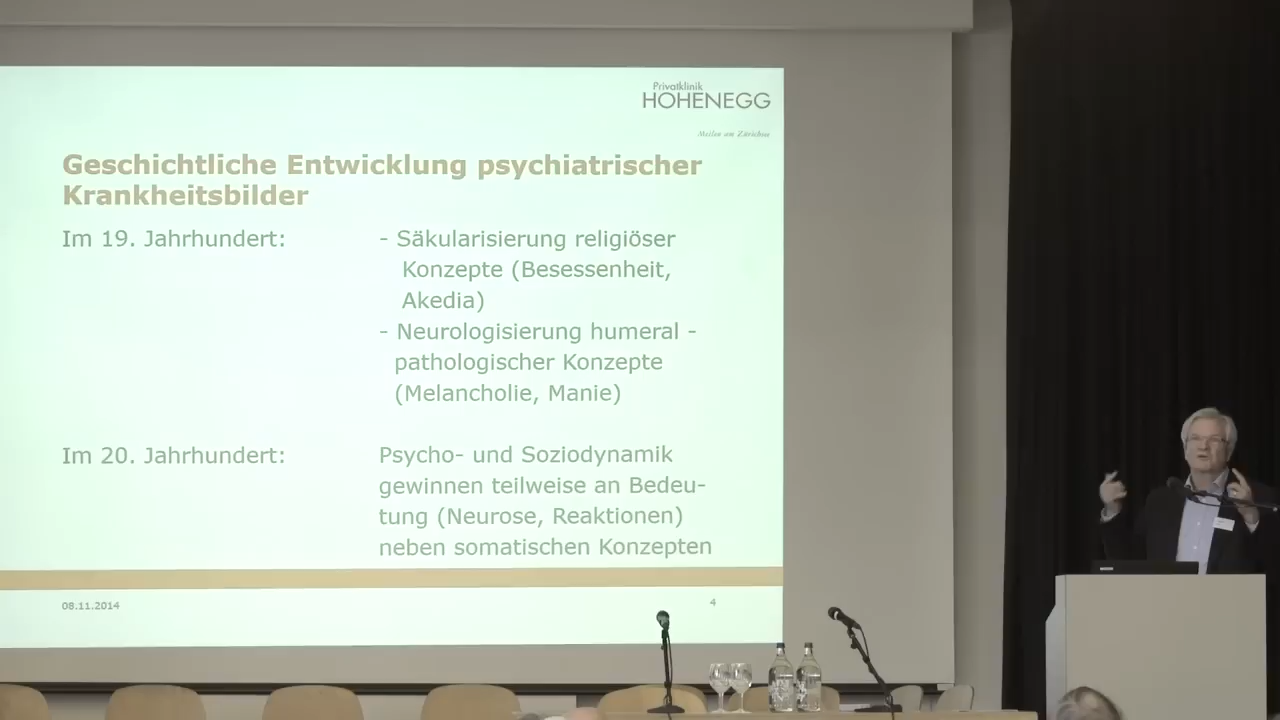 Privatklinik
HOHENEGG
Meilen am Zürichsee
Geschichtliche Entwicklung psychiatrischer
Krankheitsbilder
Im 19. Jahrhundert:
- Säkularisierung religiöser
Konzepte (Besessenheit,
Akedia)
- Neurologisierung humeral -
pathologischer Konzepte
(Melancholie, Manie)
Im 20. Jahrhundert:
Psycho- und Soziodynamik
gewinnen teilweise an Bedeu-
tung (Neurose, Reaktionen)
neben somatischen Konzepten
08.11.2014
4